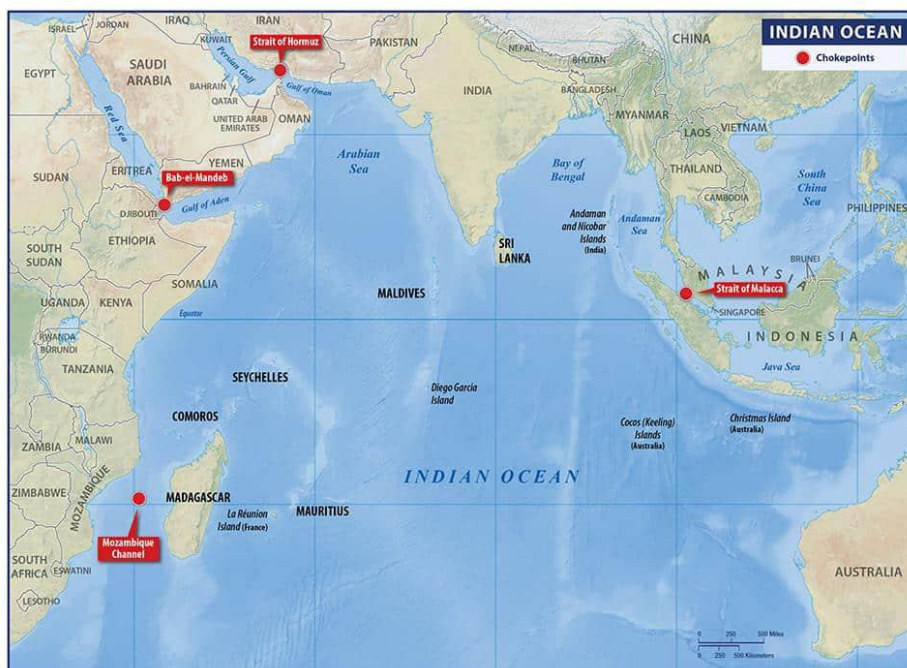 INDIAN OCEAN
Chokepoints
ISRAEL
JORDAN
IRAQ
IRAN
KUWAIT
Strait of Hormuz
PAKISTAN
NEPAL
BHUTAN
CHINA
EGYPT
SAUDI
ARABIA
Persian Gulf
BAHRAIN
QATAR
UNITED ARAB
EMIRATES
Gulf of Oman
OMAN
INDIA
BANGLADESH
MYANMAR
LAOS
VIETNAM
Red Sea
YEMEN
Arabian
Sea
Bay of
Bengal
THAILAND
CAMBODIA
South
China
Sea
PHILIPPINES
SUDAN
ERITREA
Bab-el-Mandeb
DJIBOUTI
Gulf of Aden
ETHIOPIA
Andaman
and Nicobar
Islands
(India)
Andaman
Sea
SOUTH
SUDAN
SRI
LANKA
BRUNEI
MALAYSIA
Strait of Malacca
SOMALIA
MALDIVES
SINGAPORE
UGANDA
KENYA
Equator
RWANDA
BURUNDI
INDONESIA
TANZANIA
Java Sea
SEYCHELLES
Diego Garcia
Island
COMOROS
Cocos (Keeling)
Islands
(Australia)
Christmas Island
(Australia)
ZAMBIA
MALAWI
INDIAN OCEAN
ZIMBABWE
MOZAMBIQUE
MADAGASCAR
La Réunion
Island (France)
MAURITIUS
Mozambique
Channel
SOUTH
AFRICA
ESWATINI
LESOTHO
AUSTRALIA
0 250 500 Miles
0 250 500 Kilometers